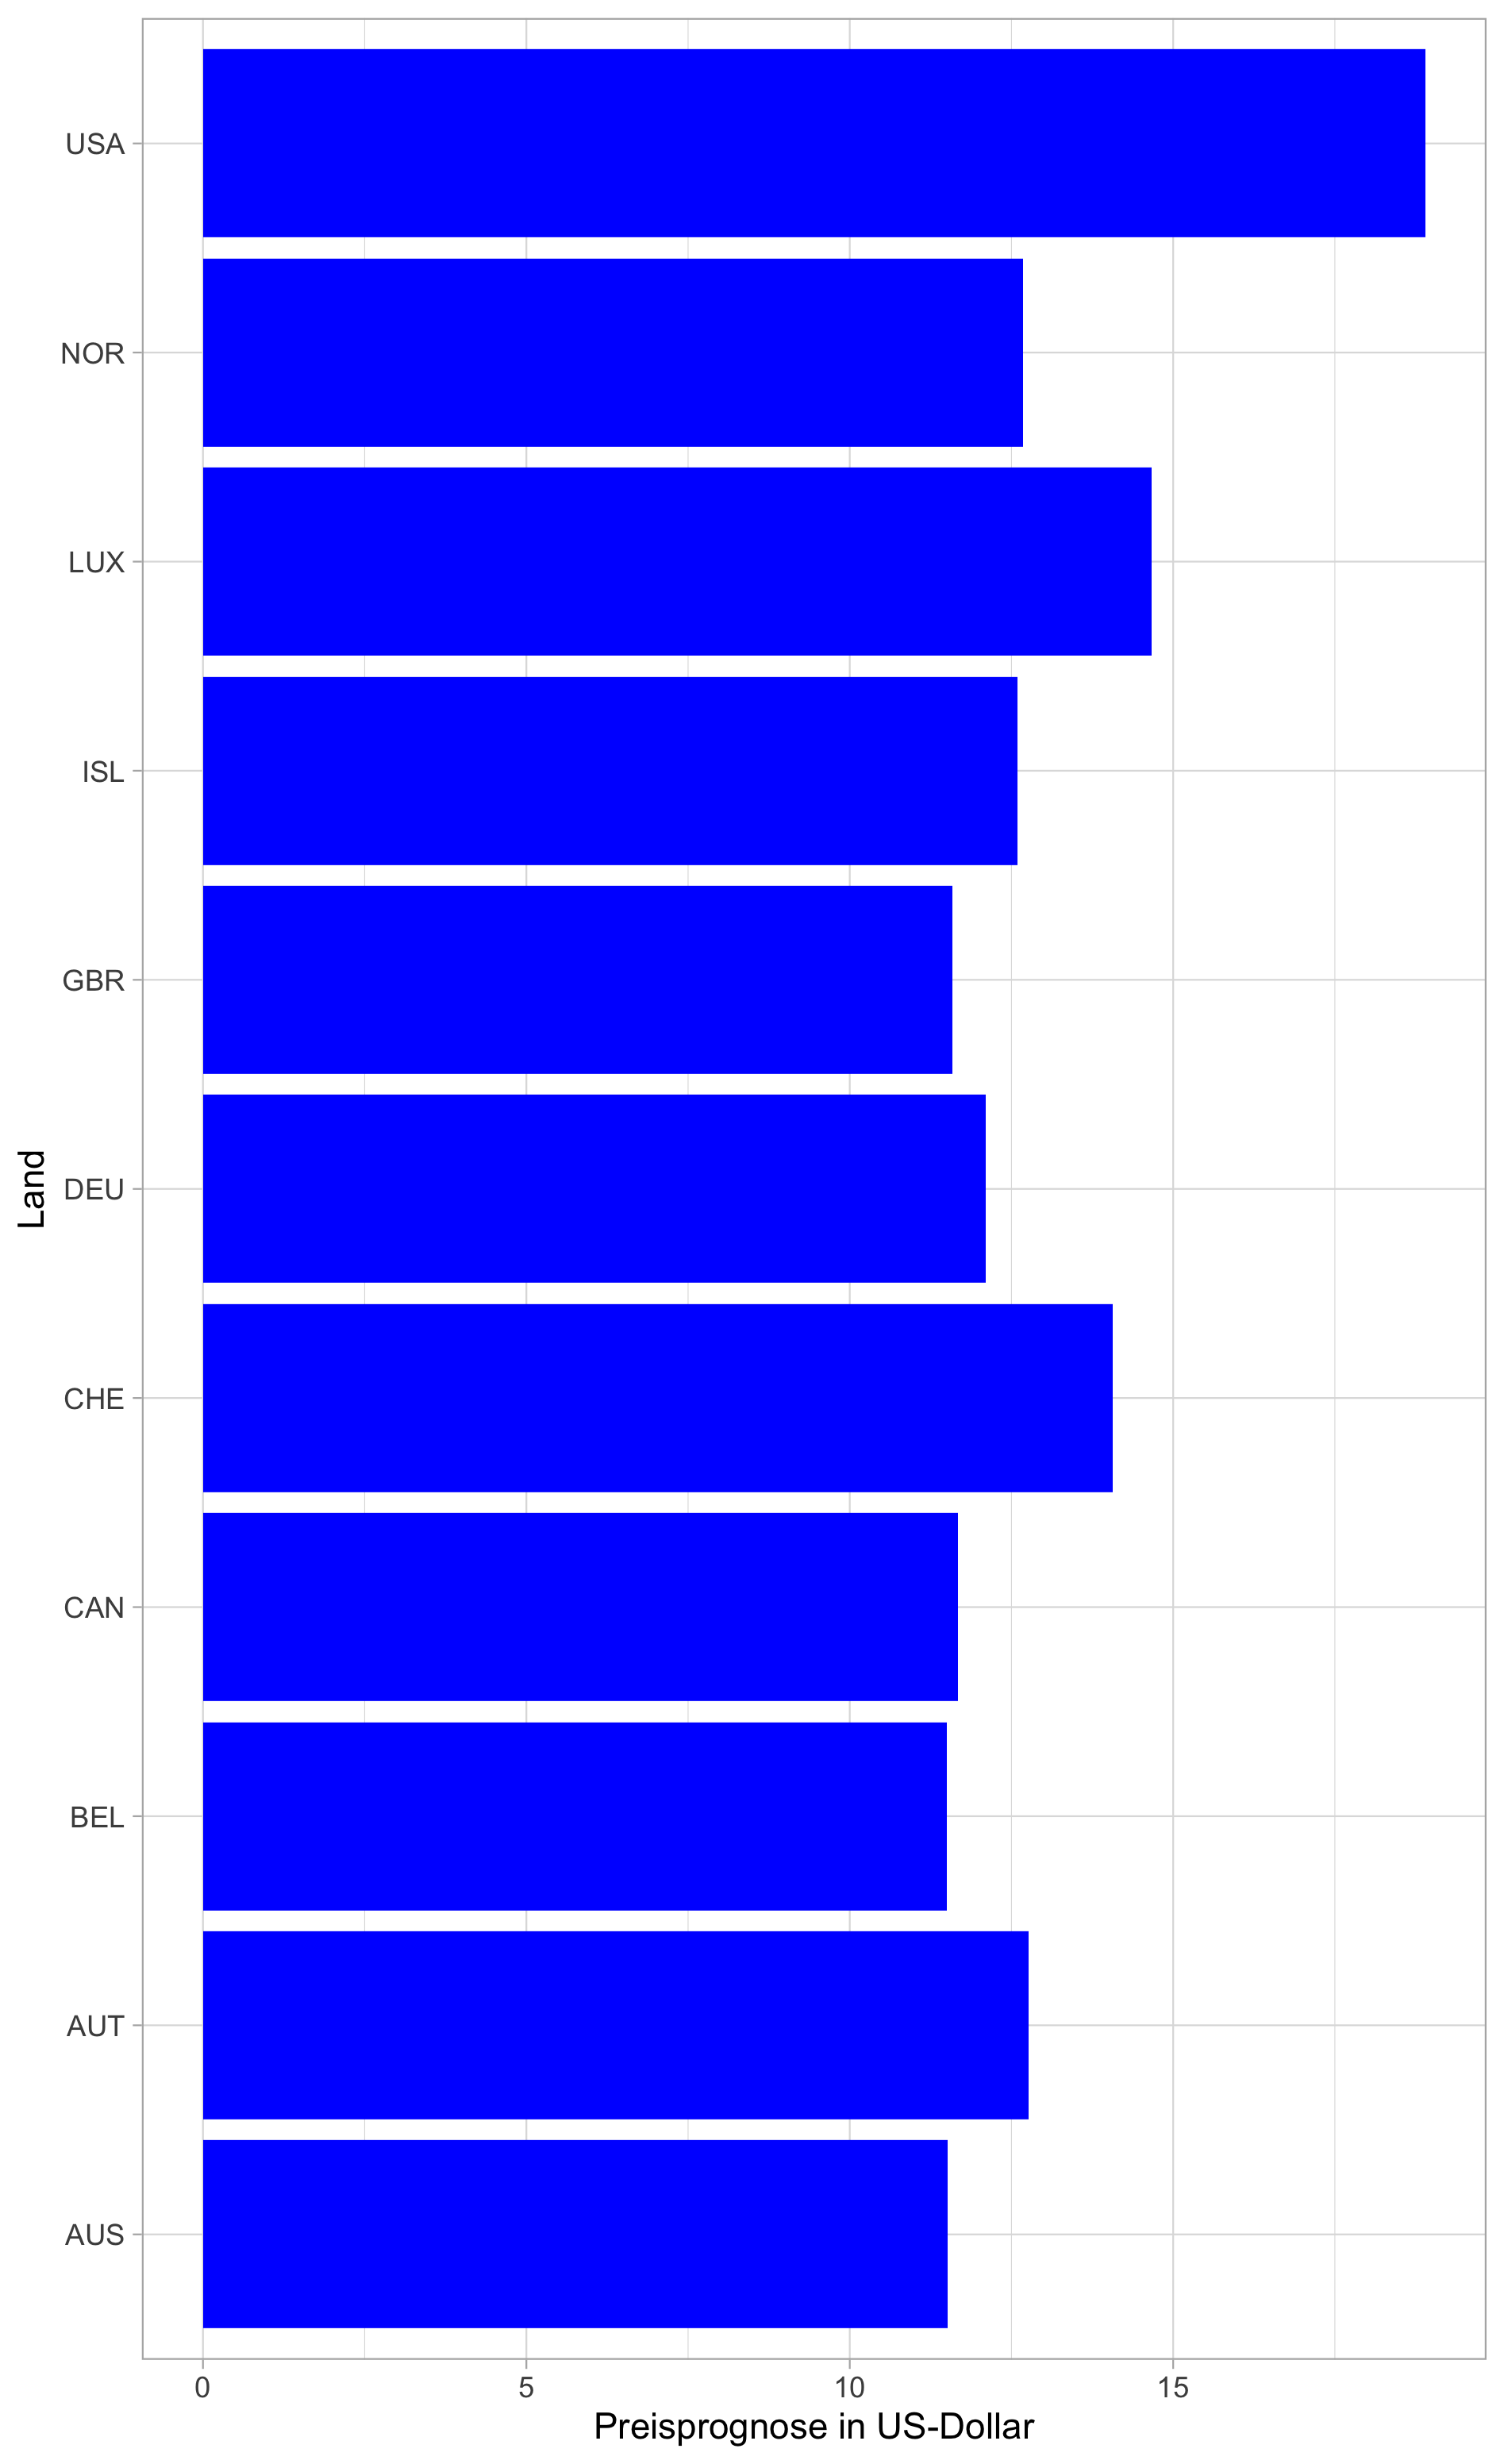 USA
NOR
LUX
ISL
GBR
DEU
CHE
CAN
BEL
AUT
AUS
Land
0 5 10 15
Preisprognose in US-Dollar